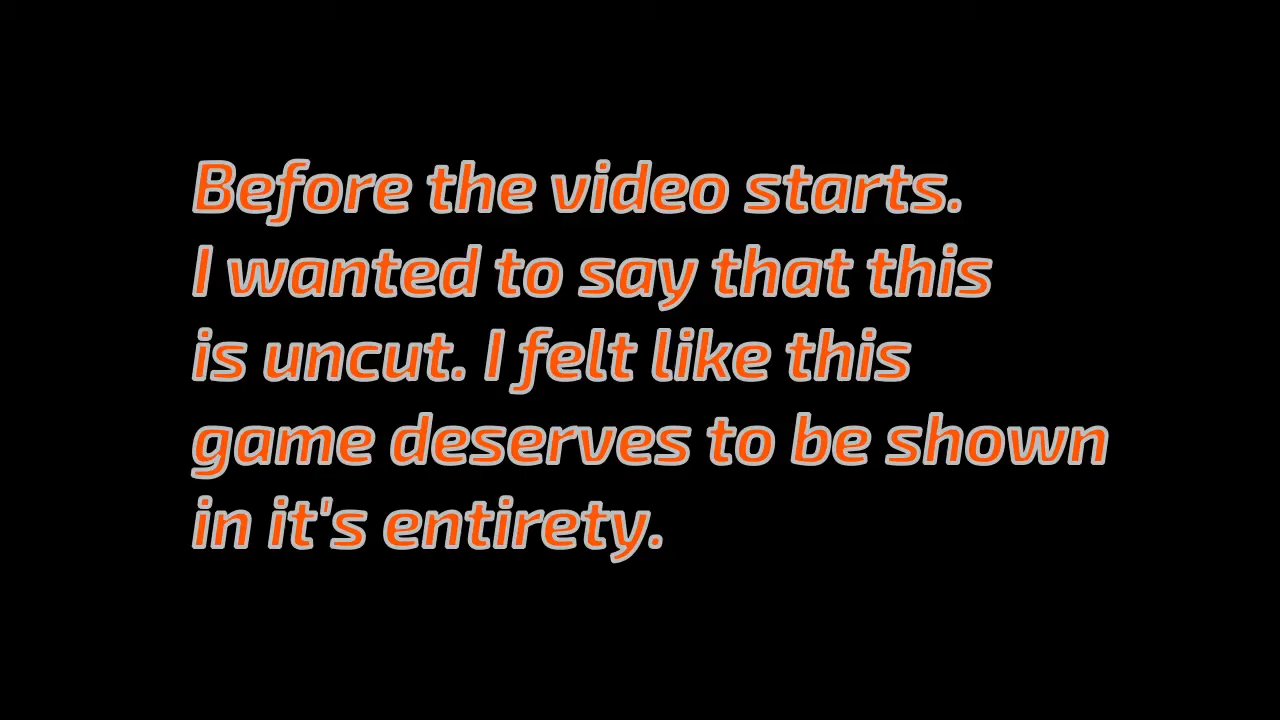 Before the video starts.
I wanted to say that this
is uncut. I felt like this
game deserves to be shown
in it's entirety.